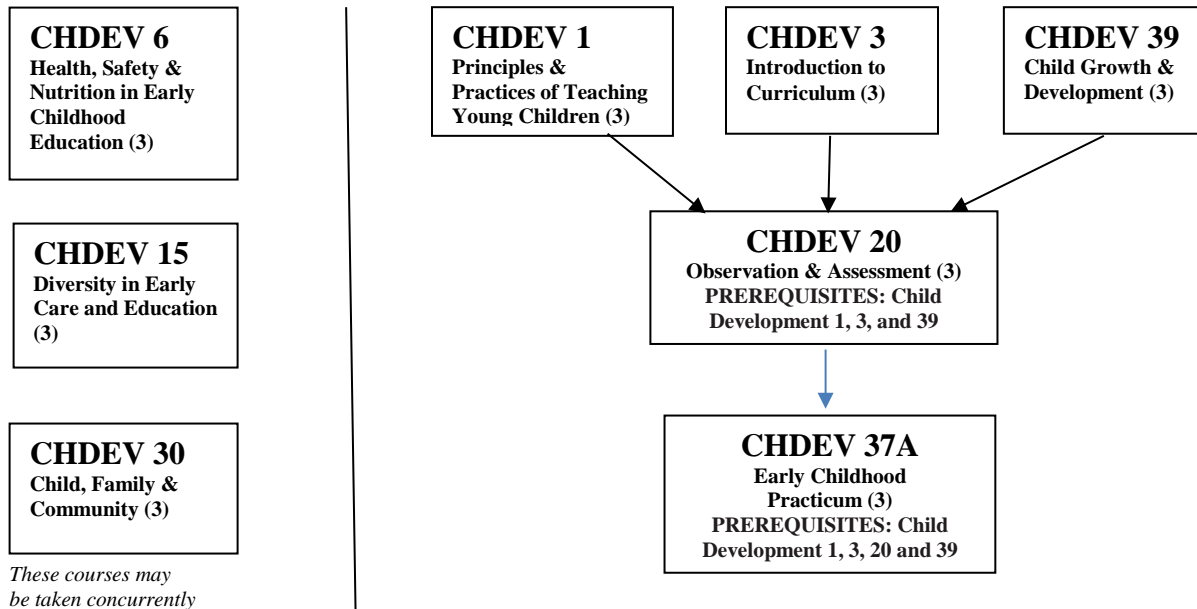 CHDEV 6
Health, Safety &
Nutrition in Early
Childhood
Education (3)
CHDEV 15
Diversity in Early
Care and Education
(3)
CHDEV 30
Child, Family &
Community (3)
These courses may
be taken concurrently
CHDEV 1
Principles &
Practices of Teaching
Young Children (3)
CHDEV 3
Introduction to
Curriculum (3)
CHDEV 39
Child Growth &
Development (3)
CHDEV 20
Observation & Assessment (3)
PREREQUISITES: Child
Development 1, 3, and 39
CHDEV 37A
Early Childhood
Practicum (3)
PREREQUISITES: Child
Development 1, 3, 20 and 39